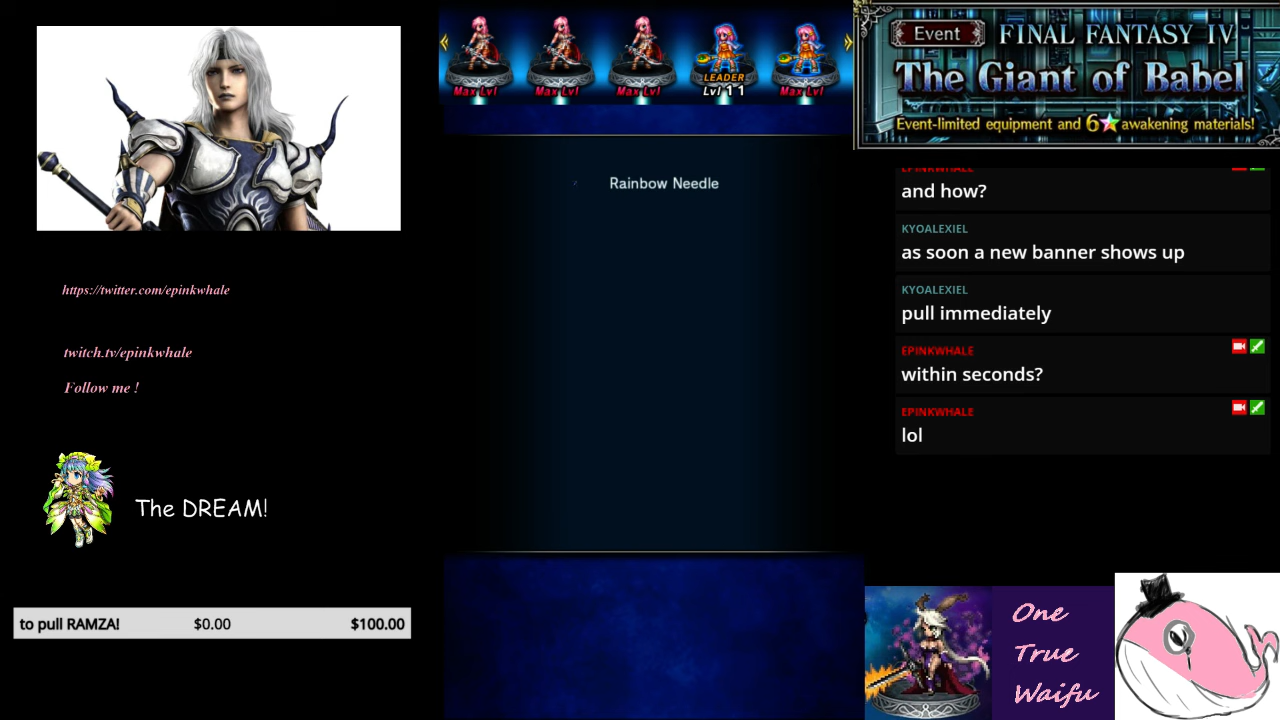 Max Lvl
Max Lvl
Max Lvl
LEADER
Lvl 11
Max Lvl
Rainbow Needle
Event
FINAL FANTASY IV
The Giant of Babel
Event-limited equipment and 6 awakening materials!
EPINKWHALE
and how?
KYOALEXIEL
as soon a new banner shows up
KYOALEXIEL
pull immediately
EPINKWHALE
within seconds?
EPINKWHALE
lol
https://twitter.com/epinkwhale
twitch.tv/epinkwhale
Follow me !
The DREAM!
to pull RAMZA! $0.00 $100.00
One
True
Waifu